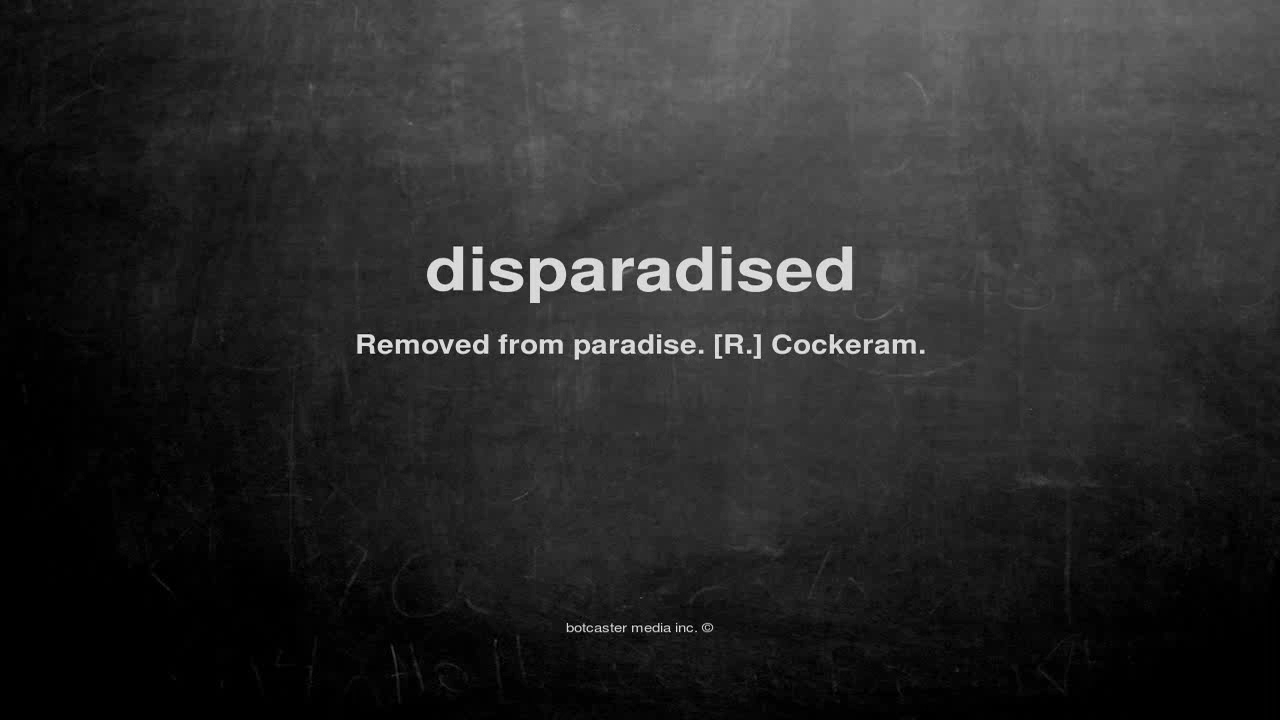 disparadised
Removed from paradise. [R.] Cockeram.
botcaster media inc. ©